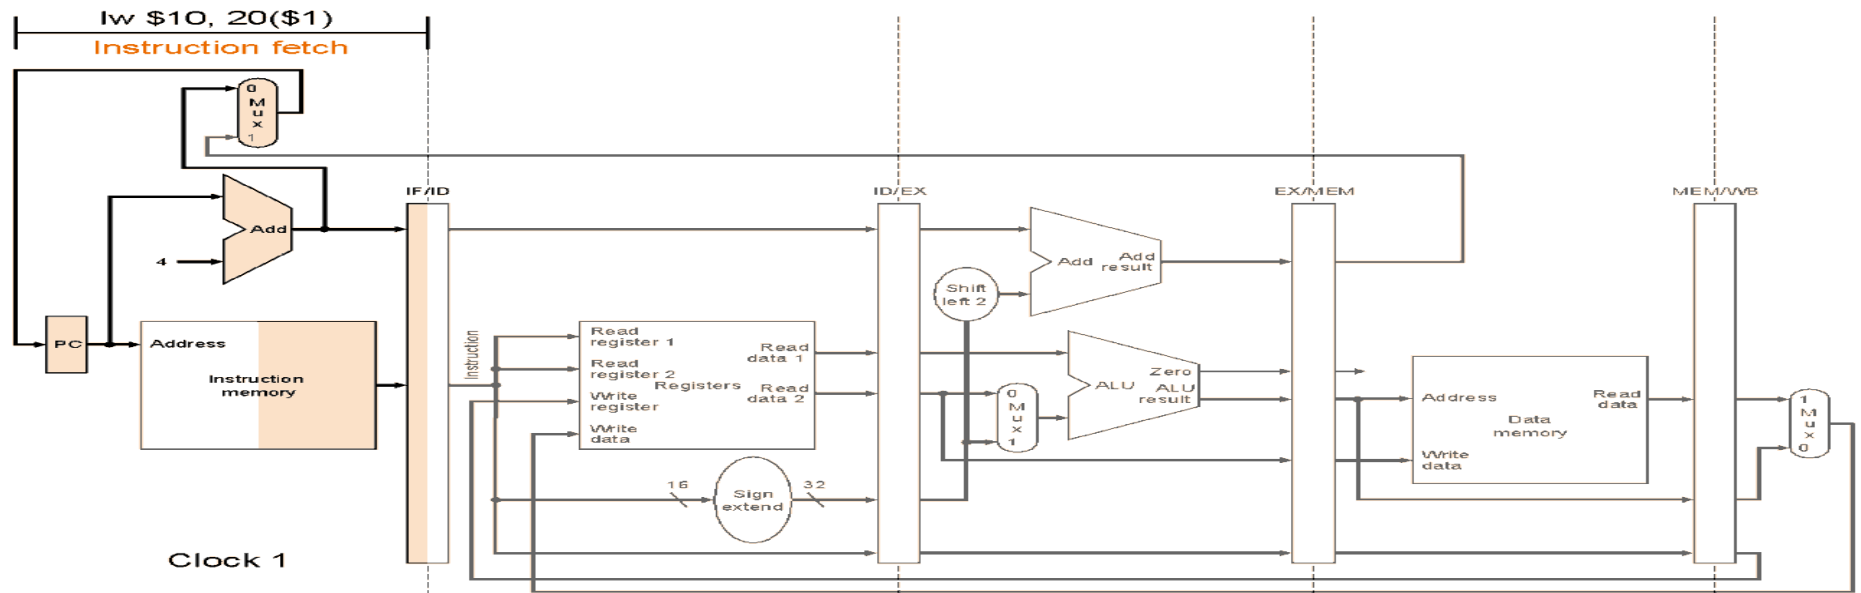 lw $10, 20($1)
Instruction fetch
0
M
u
x
1
IF/ID
ID/EX
EX/MEM
MEM/WB
Add
4
Add
Add
result
Shift
left 2
PC
Address
Instruction
memory
Instruction
Read
register 1
Read
register 2
Write
register
Write
data
Registers
Read
data 1
Read
data 2
0
M
u
x
1
ALU
Zero
ALU
result
Address
Write
data
Data
memory
Read
data
1
M
u
x
0
16
Sign
extend
32
Clock 1